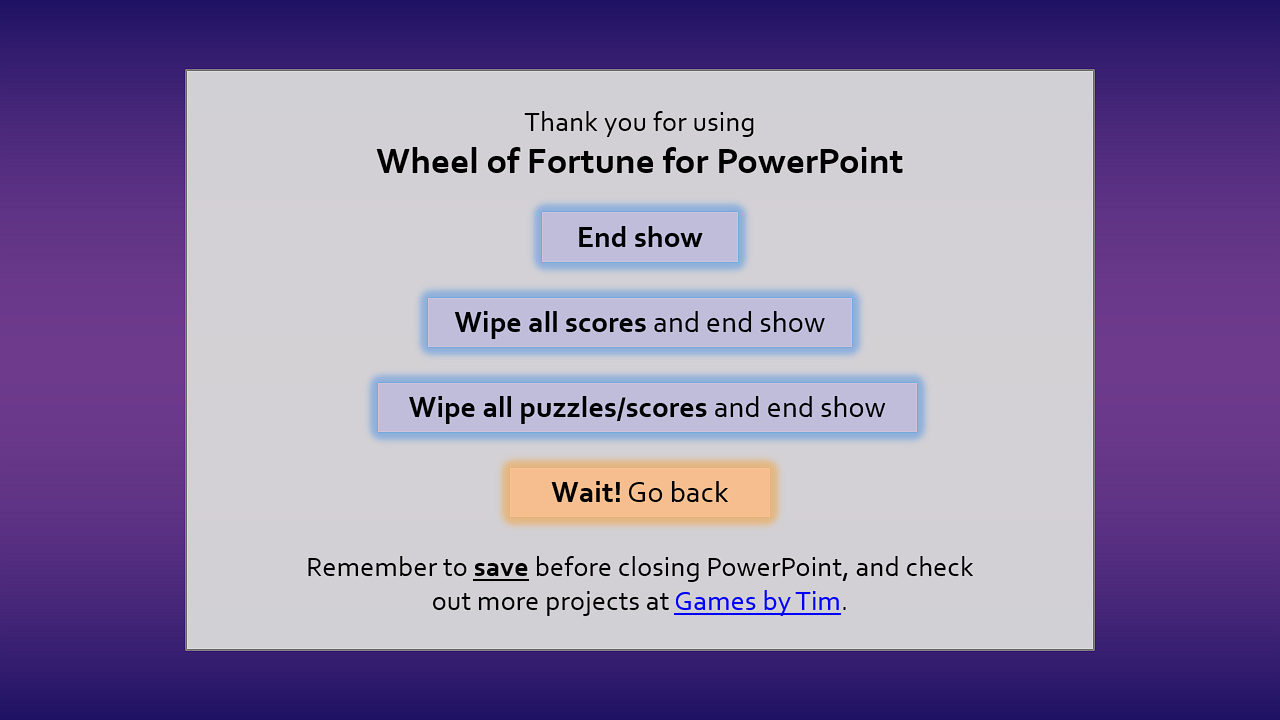 Thank you for using
Wheel of Fortune for PowerPoint
End show
Wipe all scores and end show
Wipe all puzzles/scores and end show
Wait! Go back
Remember to save before closing PowerPoint, and check
out more projects at Games by Tim.